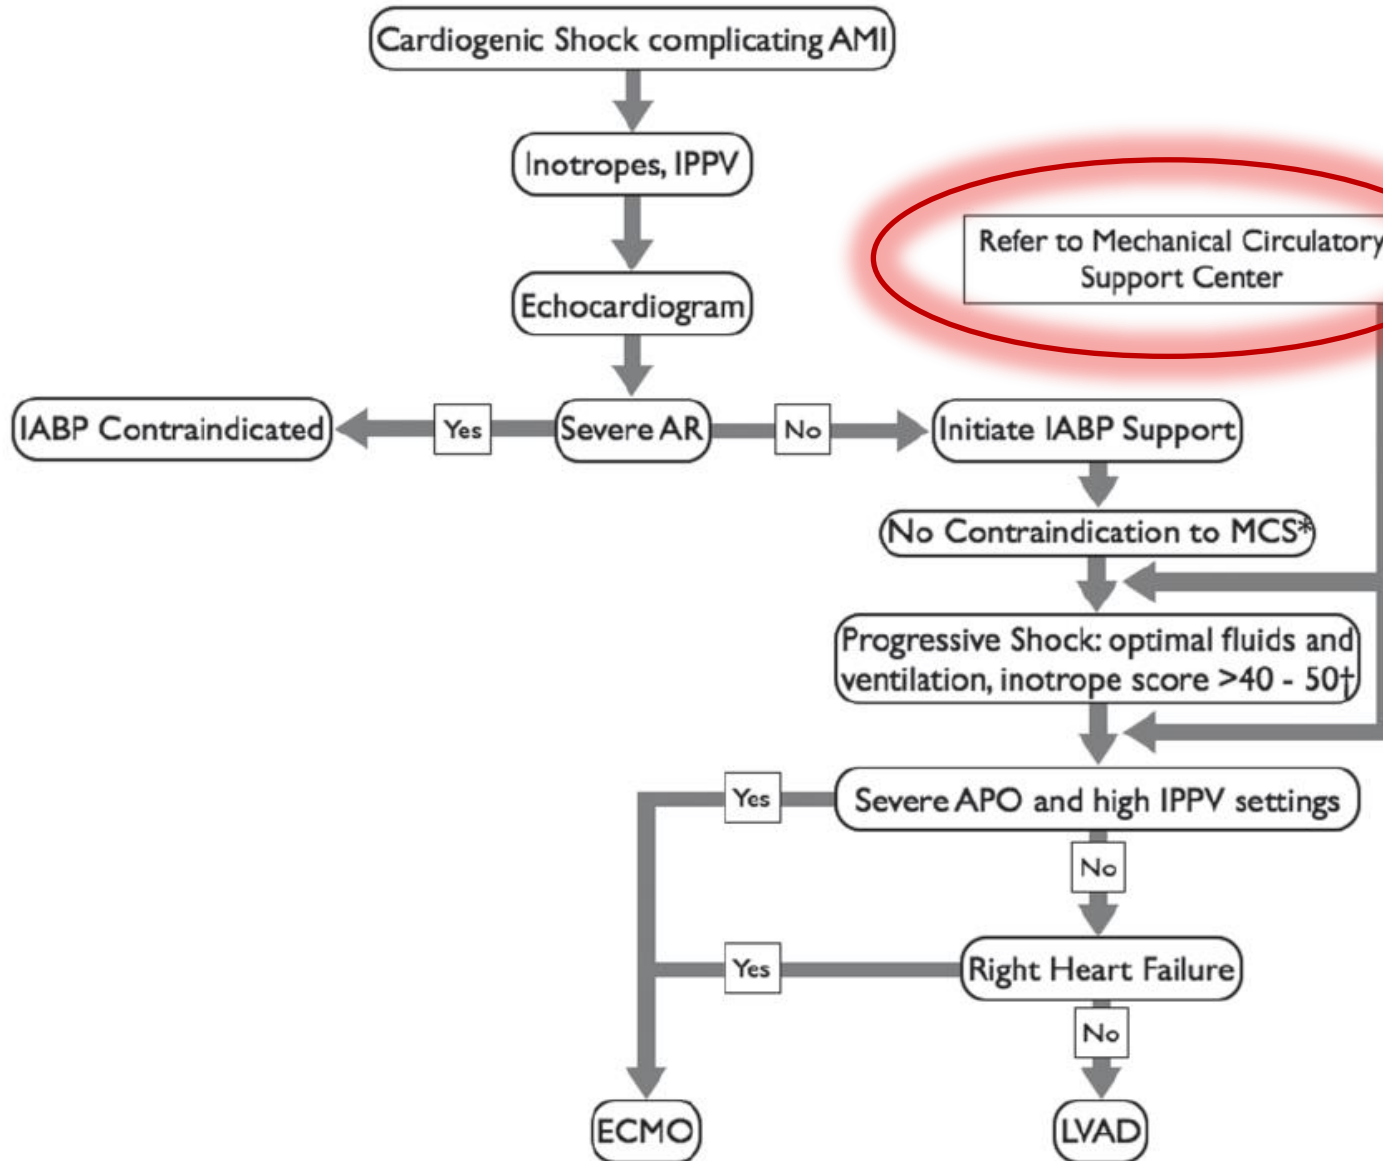 Cardiogenic Shock complicating AMI
Inotropes, IPPV
Refer to Mechanical Circulatory
Support Center
Echocardiogram
IABP Contraindicated
Yes
Severe AR
No
Initiate IABP Support
No Contraindication to MCS*
Progressive Shock: optimal fluids and
ventilation, inotrope score >40 - 50†
Yes
Severe APO and high IPPV settings
No
Yes
Right Heart Failure
No
ECMO
LVAD